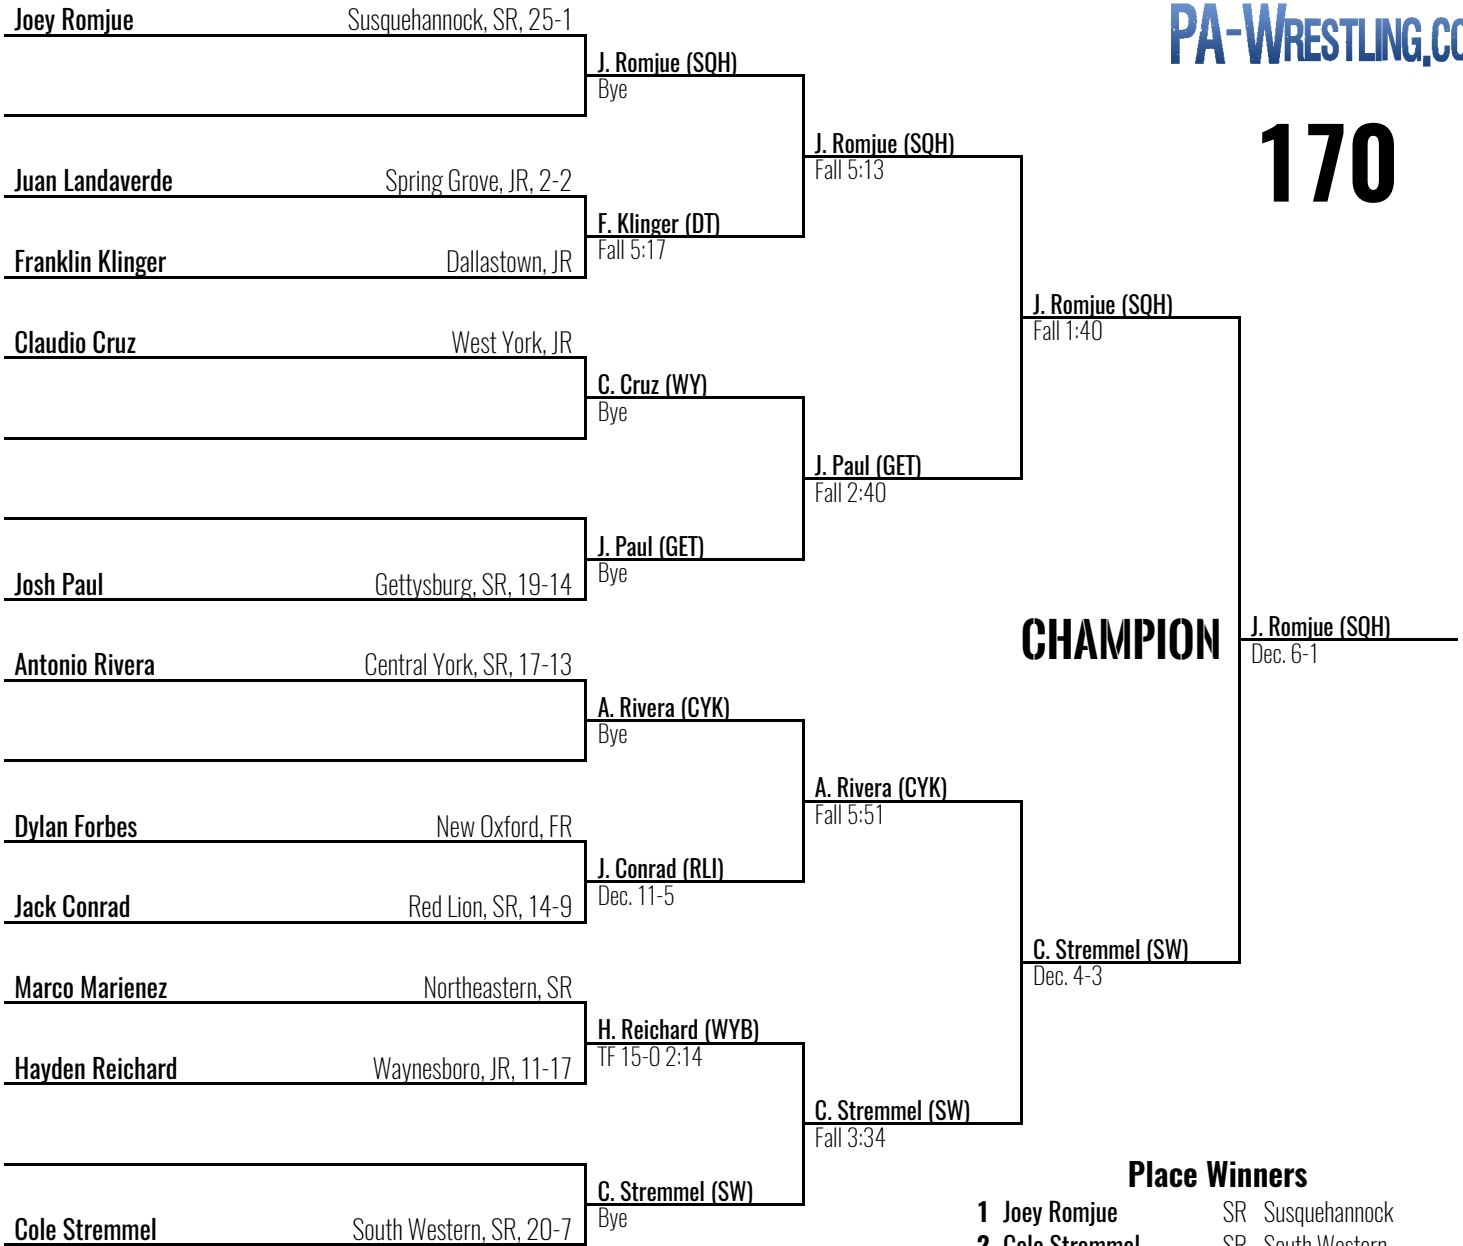 PA-WRESTLING.CO
170
Joey Romjue Susquehannock, SR, 25-1
J. Romjue (SQH)
Bye
Juan Landaverde Spring Grove, JR, 2-2
F. Klinger (DT)
Fall 5:17
Franklin Klinger Dallastown, JR
J. Romjue (SQH)
Fall 5:13
Claudio Cruz West York, JR
C. Cruz (WY)
Bye
J. Paul (GET)
Bye
Josh Paul Gettysburg, SR, 19-14
J. Paul (GET)
Fall 2:40
J. Romjue (SQH)
Fall 1:40
Antonio Rivera Central York, SR, 17-13
A. Rivera (CYK)
Bye
Dylan Forbes New Oxford, FR
J. Conrad (RLI)
Dec. 11-5
Jack Conrad Red Lion, SR, 14-9
A. Rivera (CYK)
Fall 5:51
Marco Marienez Northeastern, SR
H. Reichard (WYB)
TF 15-0 2:14
Hayden Reichard Waynesboro, JR, 11-17
C. Stremmel (SW)
Bye
Cole Stremmel South Western, SR, 20-7
C. Stremmel (SW)
Fall 3:34
C. Stremmel (SW)
Dec. 4-3
CHAMPION
J. Romjue (SQH)
Dec. 6-1
Place Winners
1 Joey Romjue SR Susquehannock
2 Cole Stremmel SR South Western